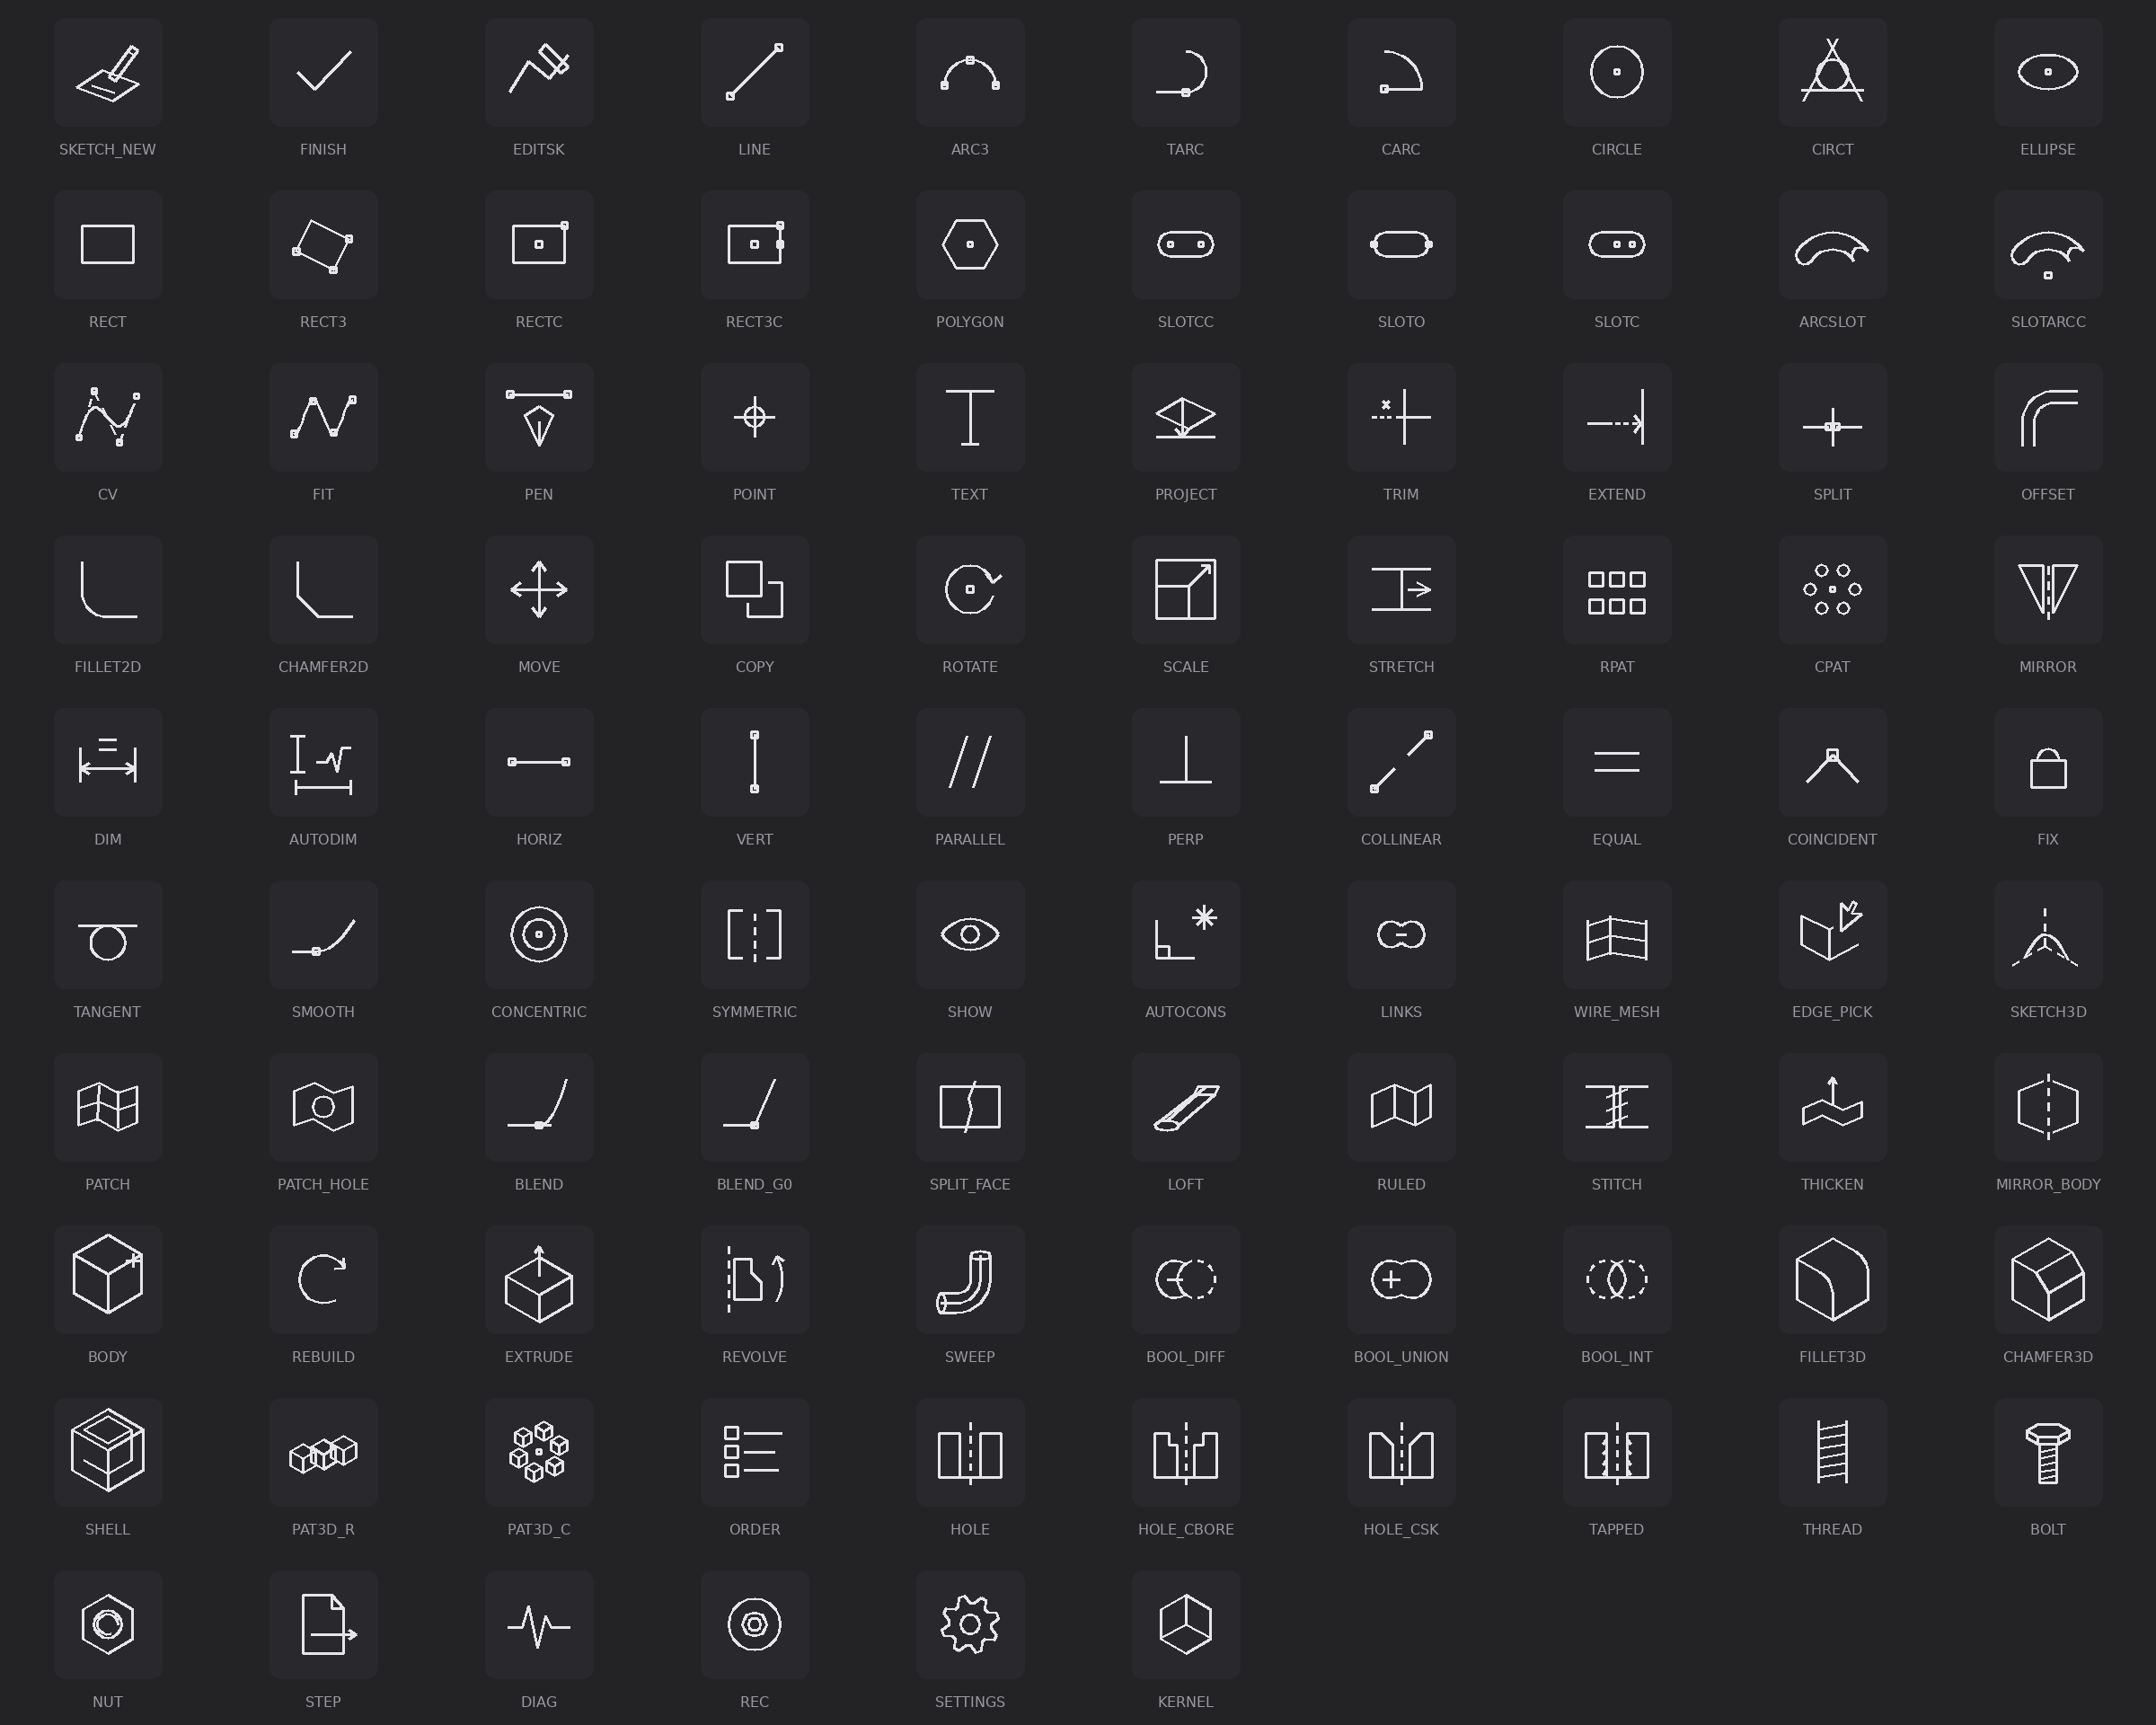 SKETCH_NEW FINISH EDITSK LINE ARC3 TARC CARC CIRCLE CIRCT ELLIPSE
RECT RECT3 RECTC RECT3C POLYGON SLOTCC SLOTO SLOTC ARCSLOT SLOTARCC
CV FIT PEN POINT TEXT PROJECT TRIM EXTEND SPLIT OFFSET
FILLET2D CHAMFER2D MOVE COPY ROTATE SCALE STRETCH RPAT CPAT MIRROR
DIM AUTODIM HORIZ VERT PARALLEL PERP COLLINEAR EQUAL COINCIDENT FIX
TANGENT SMOOTH CONCENTRIC SYMMETRIC SHOW AUTOCONS LINKS WIRE_MESH EDGE_PICK SKETCH3D
PATCH PATCH_HOLE BLEND BLEND_G0 SPLIT_FACE LOFT RULED STITCH THICKEN MIRROR_BODY
BODY REBUILD EXTRUDE REVOLVE SWEEP BOOL_DIFF BOOL_UNION BOOL_INT FILLET3D CHAMFER3D
SHELL PAT3D_R PAT3D_C ORDER HOLE HOLE_CBORE HOLE_CSK TAPPED THREAD BOLT
NUT STEP DIAG REC SETTINGS KERNEL